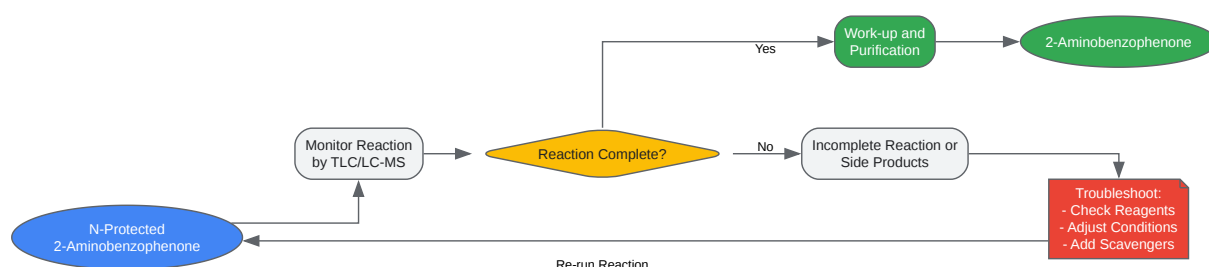 Work-up and
Purification
2-Aminobenzophenone
Yes
Monitor Reaction
by TLC/LC-MS
Reaction Complete?
No
Incomplete Reaction or
Side Products
Troubleshoot:
- Check Reagents
- Adjust Conditions
- Add Scavengers
N-Protected
2-Aminobenzophenone
Re-run Reaction